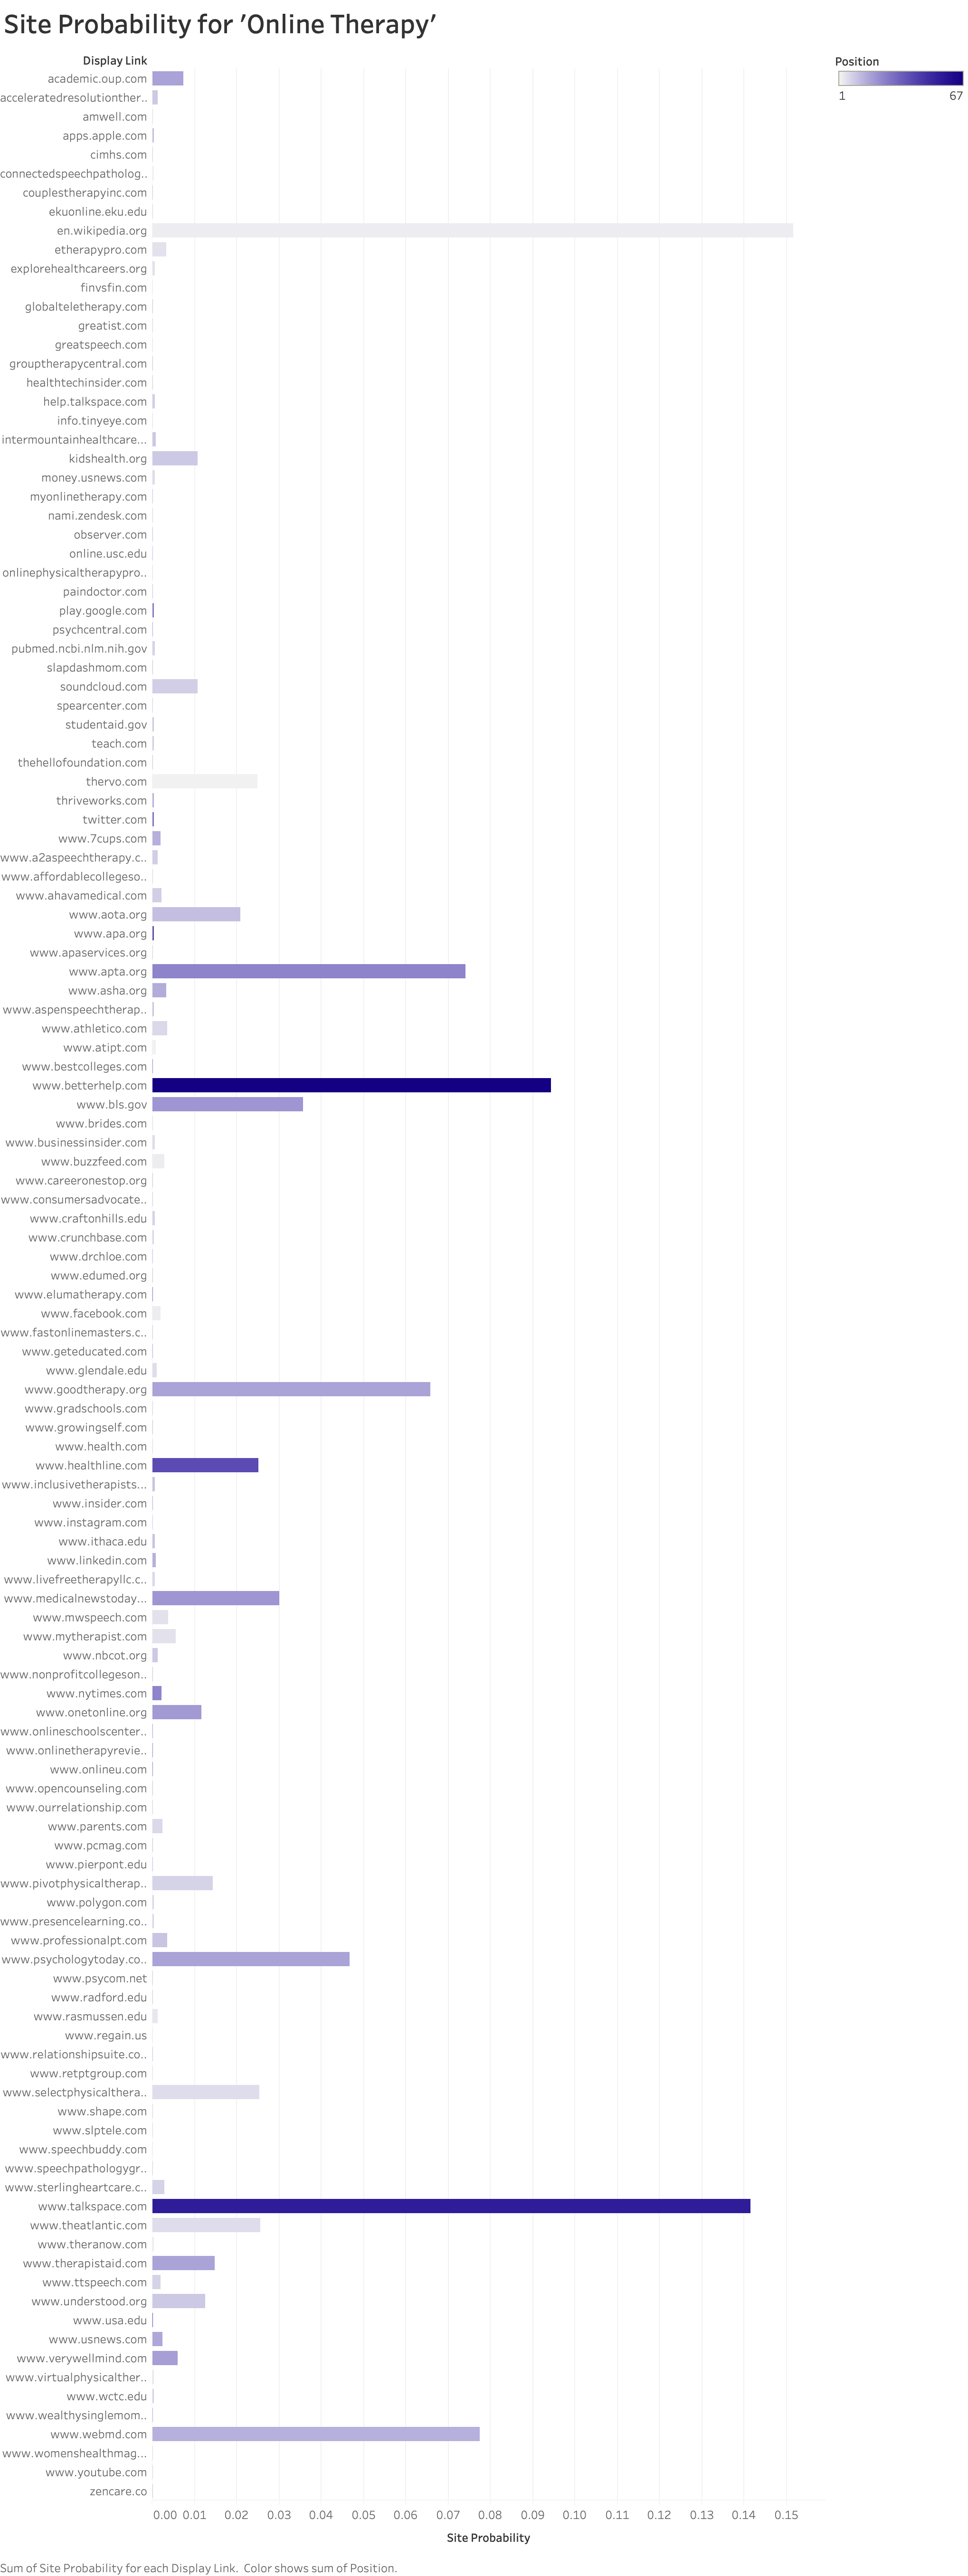 Site Probability for 'Online Therapy'
Display Link
Position
1 67
academic.oup.com
acceleratedresolutionther..
amwell.com
apps.apple.com
cimhs.com
connectedspeechpatholog..
couplestherapyinc.com
ekuonline.eku.edu
en.wikipedia.org
etherapypro.com
explorehealthcareers.org
finvsfin.com
globalteletherapy.com
greatist.com
greatspeech.com
grouptherapycentral.com
healthtechinsider.com
help.talkspace.com
info.tinyeye.com
intermountainhealthcare...
kidshealth.org
money.usnews.com
myonlinetherapy.com
nami.zendesk.com
observer.com
online.usc.edu
onlinephysicaltherapypro..
paindoctor.com
play.google.com
psychcentral.com
pubmed.ncbi.nlm.nih.gov
slapdashmom.com
soundcloud.com
spearcenter.com
studentaid.gov
teach.com
thehellofoundation.com
thervo.com
thriveworks.com
twitter.com
www.7cups.com
www.a2aspeechtherapy.c..
www.affordablecollegeso..
www.ahavamedical.com
www.aota.org
www.apa.org
www.apaservices.org
www.apta.org
www.asha.org
www.aspenspeechtherap..
www.athletico.com
www.atipt.com
www.bestcolleges.com
www.betterhelp.com
www.bls.gov
www.brides.com
www.businessinsider.com
www.buzzfeed.com
www.careeronestop.org
www.consumersadvocate..
www.craftonhills.edu
www.crunchbase.com
www.drchloe.com
www.edumed.org
www.elumatherapy.com
www.facebook.com
www.fastonlinemasters.c..
www.geteducated.com
www.glendale.edu
www.goodtherapy.org
www.gradschools.com
www.growingself.com
www.health.com
www.healthline.com
www.inclusivetherapists...
www.insider.com
www.instagram.com
www.ithaca.edu
www.linkedin.com
www.livefreetherapyllc.c..
www.medicalnewstoday...
www.mwspeech.com
www.mytherapist.com
www.nbcot.org
www.nonprofitcollegeson..
www.nytimes.com
www.onetonline.org
www.onlineschoolscenter..
www.onlinetherapyrevie..
www.onlineu.com
www.opencounseling.com
www.ourrelationship.com
www.parents.com
www.pcmag.com
www.pierpont.edu
www.pivotphysicaltherap..
www.polygon.com
www.presencelearning.co..
www.professionalpt.com
www.psychologytoday.co..
www.psycom.net
www.radford.edu
www.rasmussen.edu
www.regain.us
www.relationshipsuite.co..
www.retptgroup.com
www.selectphysicalthera..
www.shape.com
www.slptele.com
www.speechbuddy.com
www.speechpathologygr..
www.sterlingheartcare.c..
www.talkspace.com
www.theatlantic.com
www.theranow.com
www.therapistaid.com
www.ttspeech.com
www.understood.org
www.usa.edu
www.usnews.com
www.verywellmind.com
www.virtualphysicalther..
www.wctc.edu
www.wealthysinglemom..
www.webmd.com
www.womenshealthmag...
www.youtube.com
zencare.co
0.00 0.01 0.02 0.03 0.04 0.05 0.06 0.07 0.08 0.09 0.10 0.11 0.12 0.13 0.14 0.15
Site Probability
Sum of Site Probability for each Display Link. Color shows sum of Position.